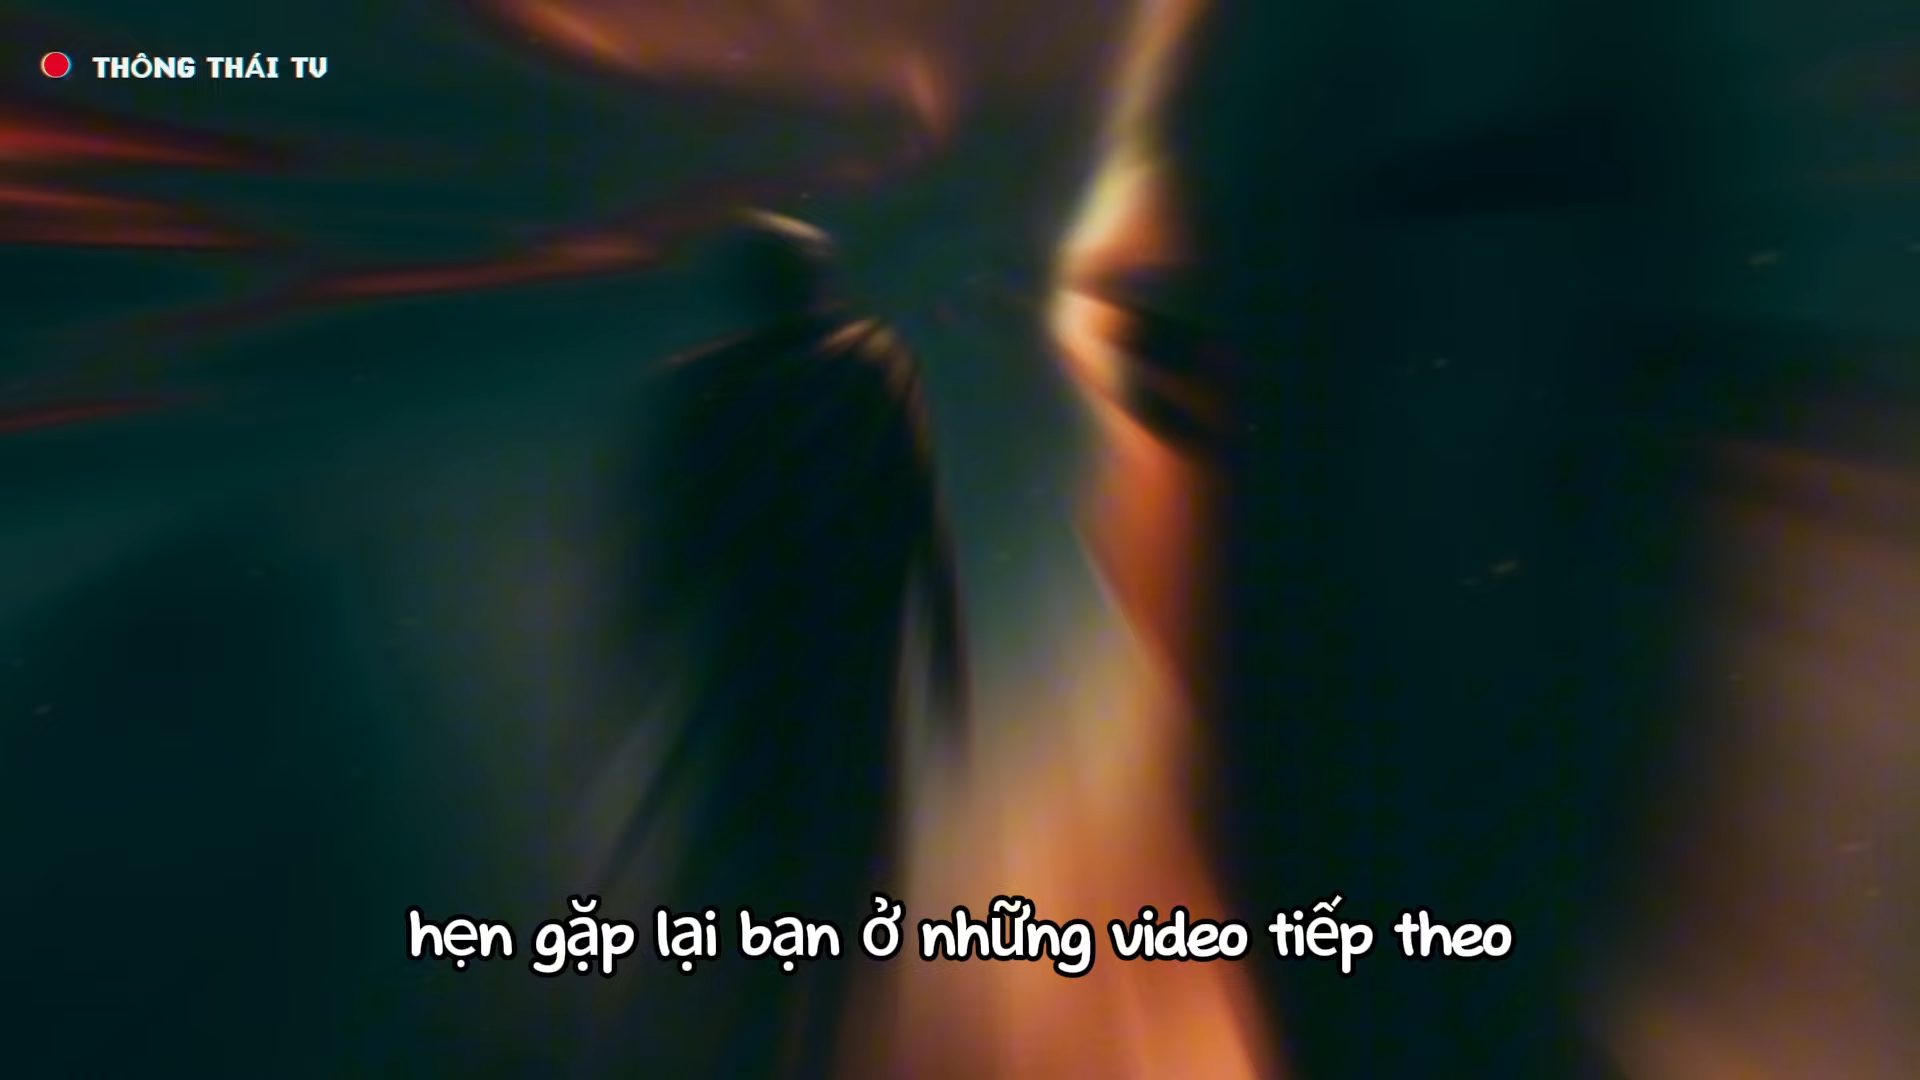 THÔNG THÁI TV
hẹn gặp lại bạn ở những video tiếp theo